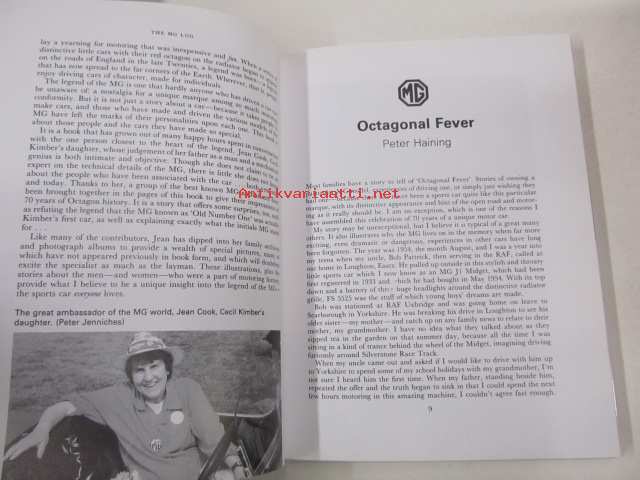 THE MG LOG
lay a yearning for motoring that was inexpensive and fun. When a
distinctive little cars with their red octagon on the radiator began to
on the roads of England in the late Twenties, a legend was born
that has now spread to the far corners of the Earth. Wherever, that is,
enjoy driving cars of character, made for individuals.
The legend of the MG is one that hardly anyone who has driven
be unaware of: a nostalgia for a unique marque among so much
conformity. But it is not just a story about a car—because it takes
make cars, and those who have made and driven the various models of
MG have left the marks of their personalities upon each one. This
about those people and the cars they have made so special.
It is a book that has grown out of many happy hours spent in
with the one person closest to the heart of the legend, Jean Cook,
Kimber's daughter, whose judgement of her father as a man and a
genius is both intimate and objective. Though she does not claim to be
expert on the technical details of the MG, there is little she does not
about the people who have been associated with the car
and today. Thanks to her, a group of the best known MG
been brought together in the pages of this book to give their
70 years of Octagon history. It is a story that offers some surprises,
as refuting the legend that the MG known as 'Old Number One' was
Kimber's first car, as well as explaining exactly what the initials MG
for . . .
Like many of the contributors, Jean has dipped into her family archives
and photograph albums to provide a wealth of special pictures, many of
which have not appeared previously in book form, and which will
excite the specialist as much as the layman. These illustrations, plus the
stories about the men—and women—who were a part of motoring history,
provide what I believe to be a unique insight into the legend of the MG—
the sports car everyone loves.
The great ambassador of the MG world, Jean Cook, Cecil Kimber's
daughter. (Peter Jenniches)
MG
Octagonal Fever
Peter Haining
Most families have a story to tell of 'Octagonal Fever'. Stories of owning a
of driving one, or simply just wishing they
been a sports car quite like this particular
marque, with its distinctive appearance and hint of the open road and motor-
ing as it really should be. I am no exception, which is one of the reasons I
have assembled this celebration of 70 years of a unique motor car.
My story may be unexceptional, but I believe it is typical of a great many
others. It also illustrates why the MG lives on in the memory when far more
exciting, even dramatic or dangerous, experiences in other cars have long
been forgotten. The year was 1954, the month August, and I was a year into
my teens when my uncle, Bob Pattrick, then serving in the RAF, called at
our home in Loughton, Essex. He pulled up outside in this stylish and throaty
little sports car which I now know as an MG J2 Midget, which had been
first registered in 1933 and which he had bought in May 1954. With its top
down and a battery of three huge headlights around the distinctive radiator
grille, FS 5525 was the stuff of which young boys' dreams are made.
Bob was stationed at RAF Uxbridge and was going home on leave to
Scarborough in Yorkshire. He was breaking his drive in Loughton to see his
older sister—my mother—and catch up on any family news to relate to their
mother, my grandmother. I have no idea what they talked about as they
sipped tea in the garden on that summer day, because all the time I was
sitting in a kind of trance behind the wheel of the Midget, imagining driving
furiously around Silverstone Race Track.
When my uncle came out and asked if I would like to drive with him up
to Yorkshire to spend some of my school holidays with my grandmother, I'm
not sure I heard him the first time. When my father, standing beside him,
repeated the offer and the truth began to sink in that I could spend the next
few hours motoring in this amazing machine, I couldn't agree fast enough.
9
Antikvariaatti.net